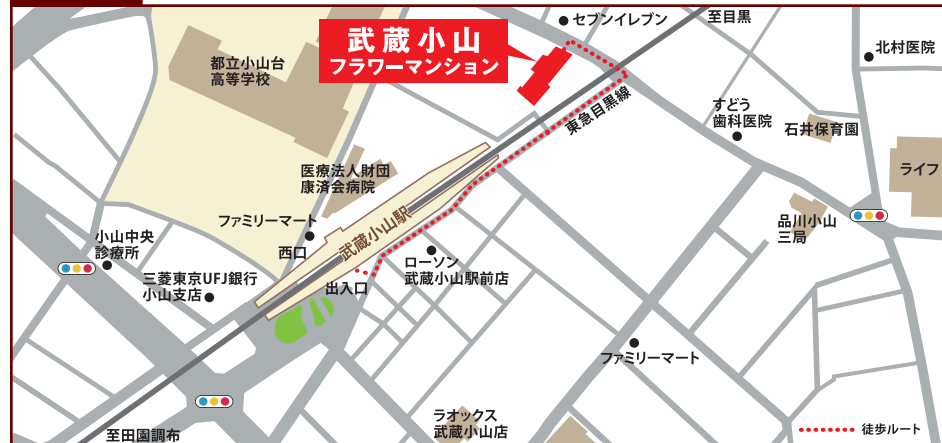 セブンイレブン
至目黒
武蔵小山
フラワーマンション
北村医院
都立小山台
高等学校
東急目黒線
すどう
歯科医院
石井保育園
ライフ
医療法人財団
康済会病院
ファミリーマート
西口
武蔵小山駅
品川小山
三局
小山中央
診療所
三菱東京UFJ銀行
小山支店
出入口
ローソン
武蔵小山駅前店
ファミリーマート
ラオックス
武蔵小山店
至田園調布
徒歩ルート